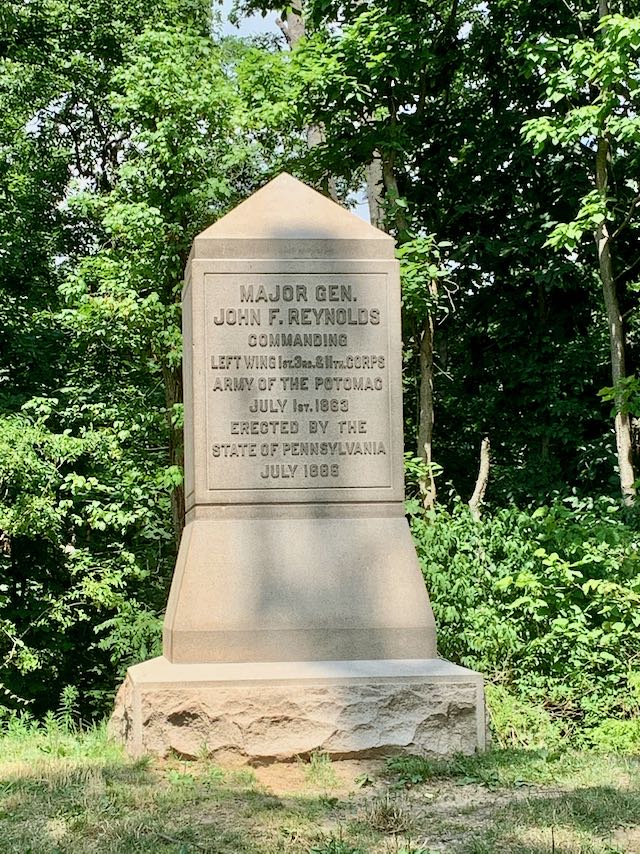 MAJOR GEN.
JOHN F. REYNOLDS
COMMANDING
LEFT WING 1ST. 3RD. & 11TH. CORPS
ARMY OF THE POTOMAC
JULY 1ST. 1863
ERECTED BY THE
STATE OF PENNSYLVANIA
JULY 1886